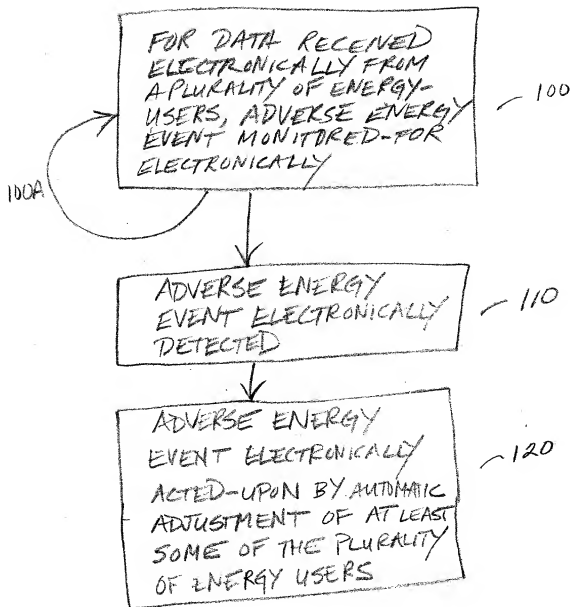 FOR DATA RECEIVED
ELECTRONICALLY FROM
A PLURALITY OF ENERGY-
USERS, ADVERSE ENERGY
EVENT MONITORED-FOR
ELECTRONICALLY
100
100A
ADVERSE ENERGY
EVENT ELECTRONICALLY
DETECTED
110
ADVERSE ENERGY
EVENT ELECTRONICALLY
ACTED-UPON BY AUTOMATIC
ADJUSTMENT OF AT LEAST
SOME OF THE PLURALITY
OF ENERGY USERS
120